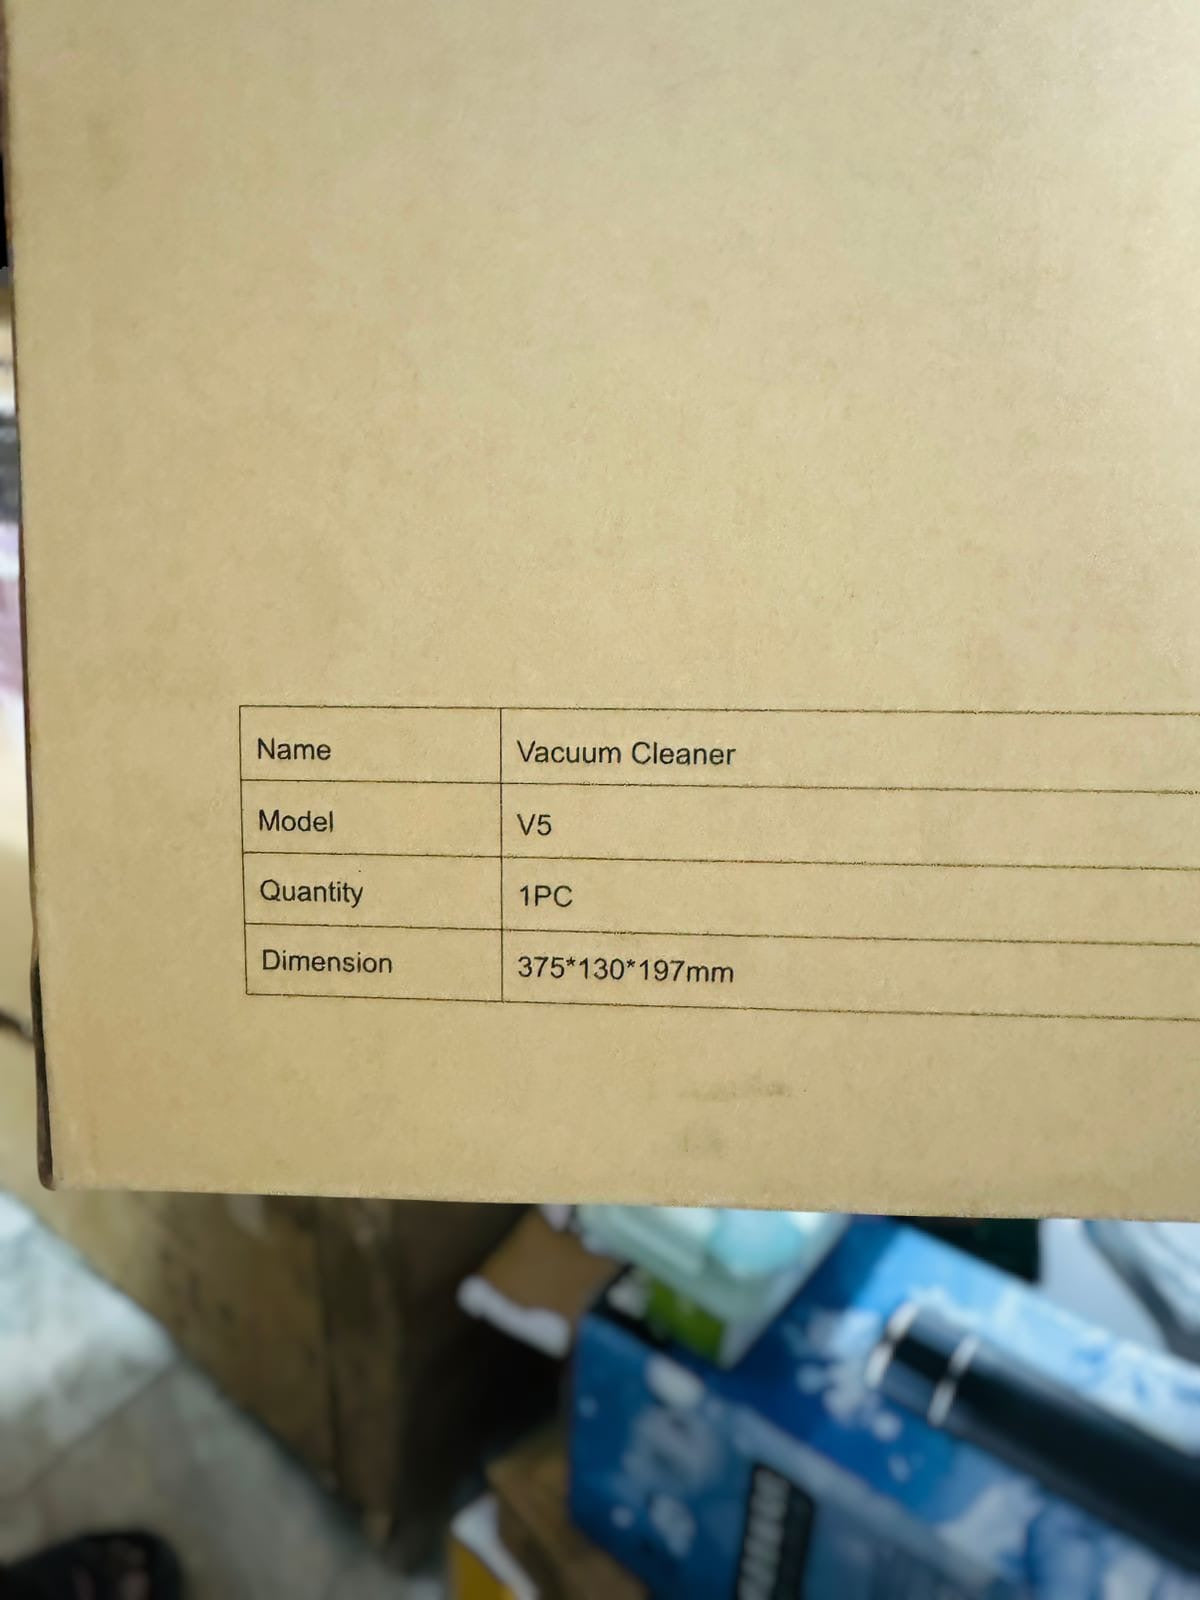 Name Vacuum Cleaner
Model V5
Quantity 1PC
Dimension 375*130*197mm